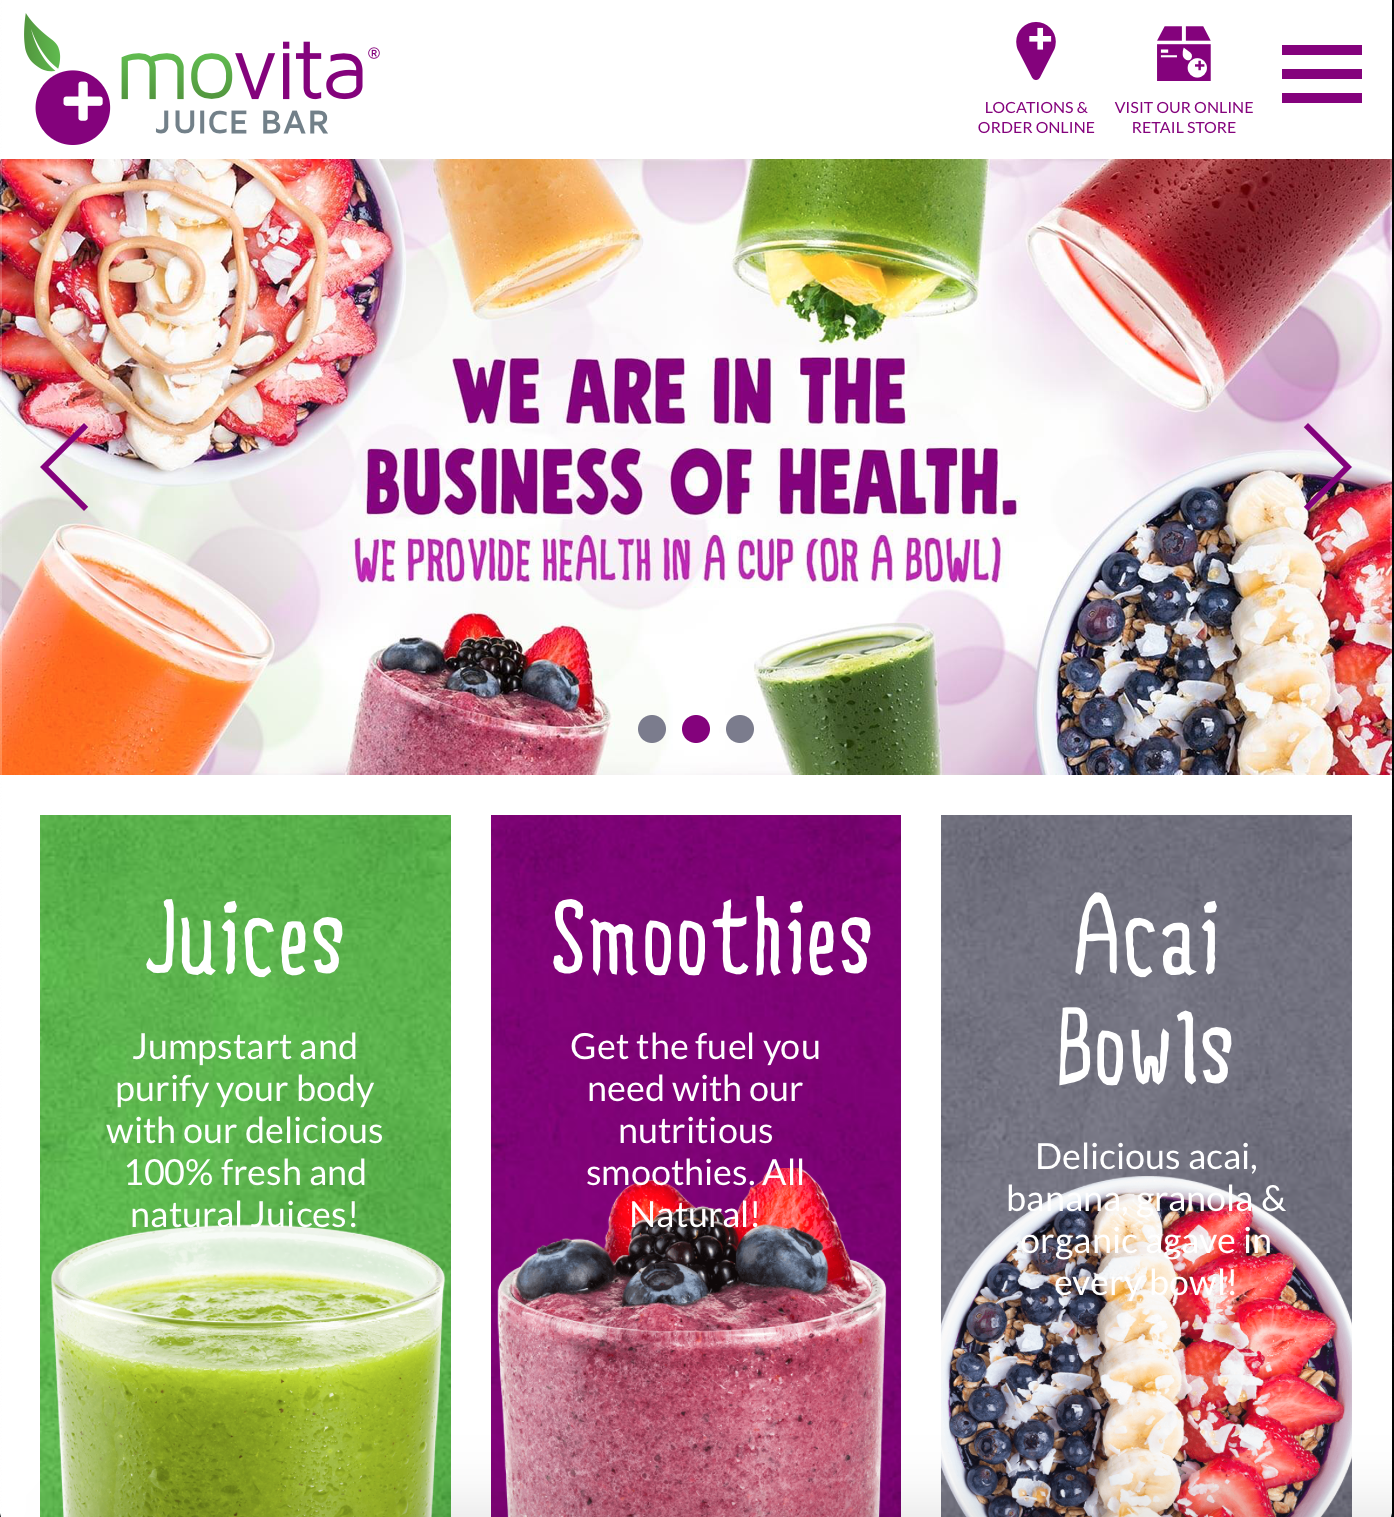 movita®
JUICE BAR
LOCATIONS &
ORDER ONLINE
VISIT OUR ONLINE
RETAIL STORE
WE ARE IN THE
BUSINESS OF HEALTH.
WE PROVIDE HEALTH IN A CUP (OR A BOWL)
Juices
Jumpstart and
purify your body
with our delicious
100% fresh and
natural Juices!
Smoothies
Get the fuel you
need with our
nutritious
smoothies. All
Natural!
Acai
Bowls
Delicious acai,
banana, granola &
organic agave in
every bowl!